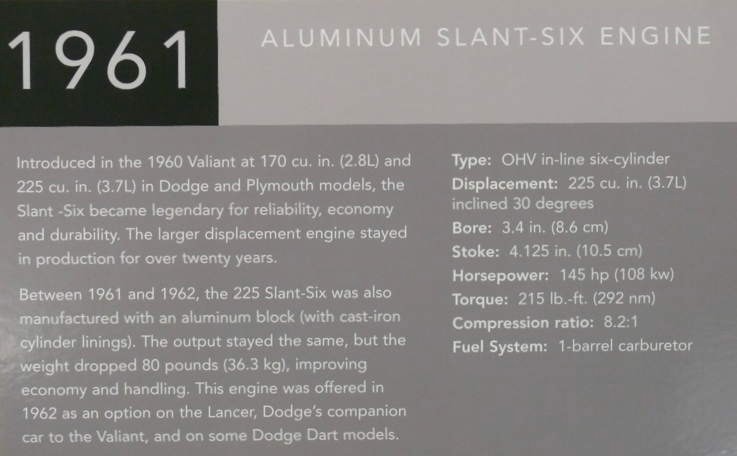 1961
ALUMINUM SLANT-SIX ENGINE
Introduced in the 1960 Valiant at 170 cu. in. (2.8L) and
225 cu. in. (3.7L) in Dodge and Plymouth models, the
Slant -Six became legendary for reliability, economy
and durability. The larger displacement engine stayed
in production for over twenty years.
Between 1961 and 1962, the 225 Slant-Six was also
manufactured with an aluminum block (with cast-iron
cylinder linings). The output stayed the same, but the
weight dropped 80 pounds (36.3 kg), improving
economy and handling. This engine was offered in
1962 as an option on the Lancer, Dodge's companion
car to the Valiant, and on some Dodge Dart models.
Type: OHV in-line six-cylinder
Displacement: 225 cu. in. (3.7L)
inclined 30 degrees
Bore: 3.4 in. (8.6 cm)
Stoke: 4.125 in. (10.5 cm)
Horsepower: 145 hp (108 kw)
Torque: 215 lb.-ft. (292 nm)
Compression ratio: 8.2:1
Fuel System: 1-barrel carburetor